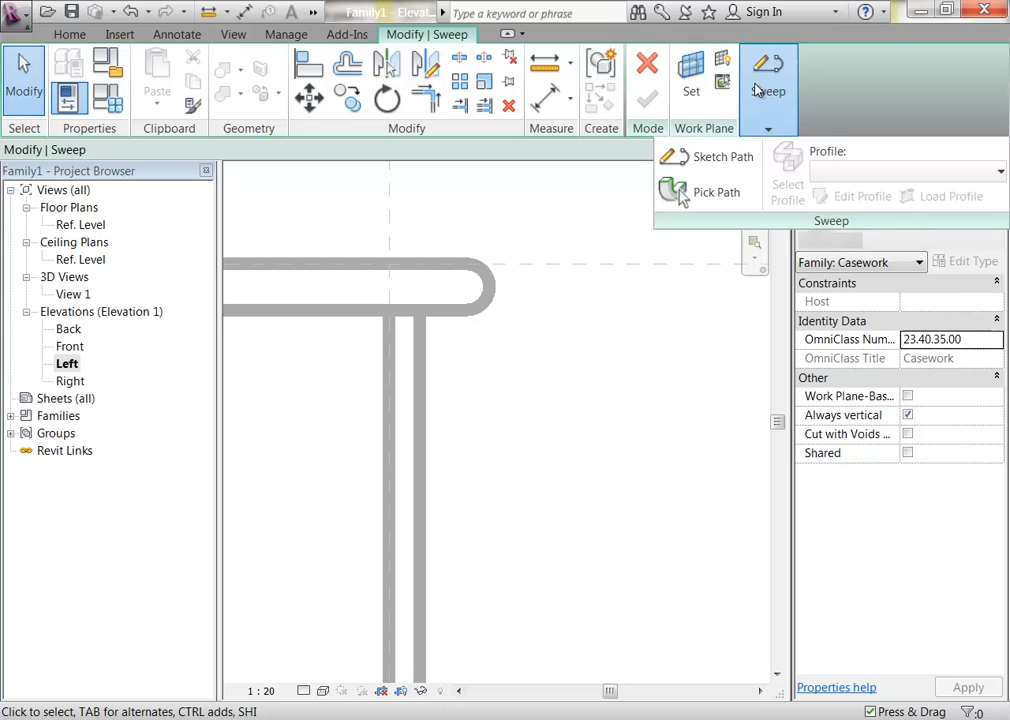 Family1 - Elevat...
Type a keyword or phrase
Sign In
Home Insert Annotate View Manage Add-Ins Modify | Sweep
Modify
Paste
Set
Sweep
Select Properties Clipboard Geometry Modify Measure Create Mode Work Plane
Modify | Sweep
Sketch Path
Pick Path
Select Profile
Profile:
Edit Profile
Load Profile
Sweep
Family1 - Project Browser
Views (all)
Floor Plans
Ref. Level
Ceiling Plans
Ref. Level
3D Views
View 1
Elevations (Elevation 1)
Back
Front
Left
Right
Sheets (all)
Families
Groups
Revit Links
Family: Casework
Edit Type
Constraints
Host
Identity Data
OmniClass Num... 23.40.35.00
OmniClass Title Casework
Other
Work Plane-Bas...
Always vertical
Cut with Voids ...
Shared
Properties help
Apply
1 : 20
Click to select, TAB for alternates, CTRL adds, SHI
Press & Drag
:0